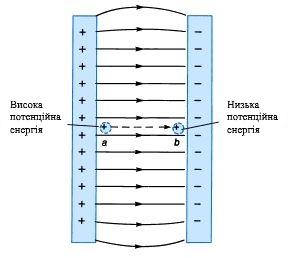 Висока
потенційна
енергія
a
b
Низька
потенційна
енергія